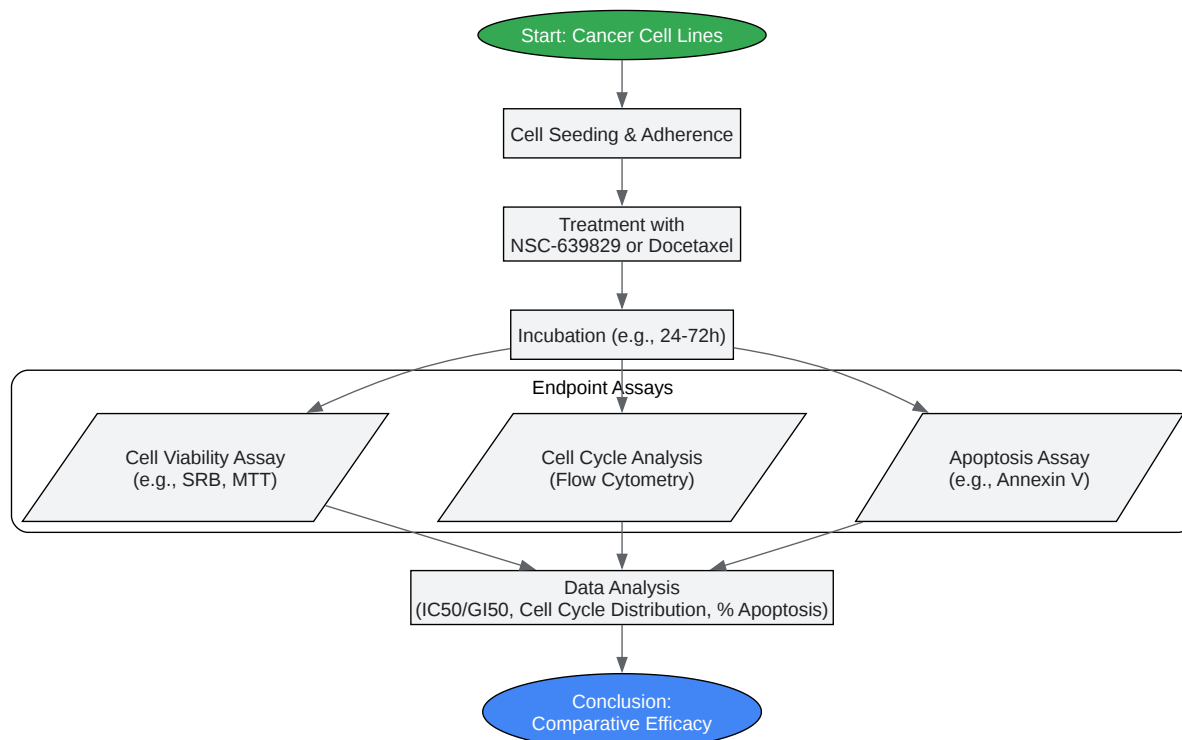 Start: Cancer Cell Lines
Cell Seeding & Adherence
Treatment with
NSC-639829 or Docetaxel
Incubation (e.g., 24-72h)
Endpoint Assays
Cell Viability Assay
(e.g., SRB, MTT)
Cell Cycle Analysis
(Flow Cytometry)
Apoptosis Assay
(e.g., Annexin V)
Data Analysis
(IC50/GI50, Cell Cycle Distribution, % Apoptosis)
Conclusion:
Comparative Efficacy